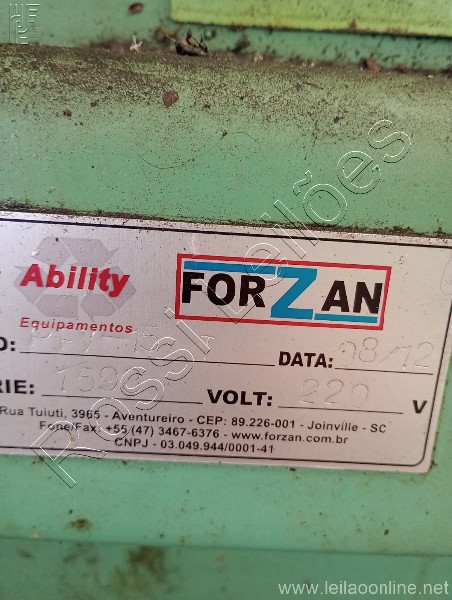 Ability
FORZAN
Equipamentos
O:
DATA: 08/12
RIE: 1590 VOLT: 220 V
Rua Tuiuti, 3965 - Aventureiro - CEP: 89.226-001 - Joinville - SC
Fone/Fax: +55 (47) 3467-6376 - www.forzan.com.br
CNPJ - 03.049.944/0001-41
Rossi Leilões
www.leilaoonline.net